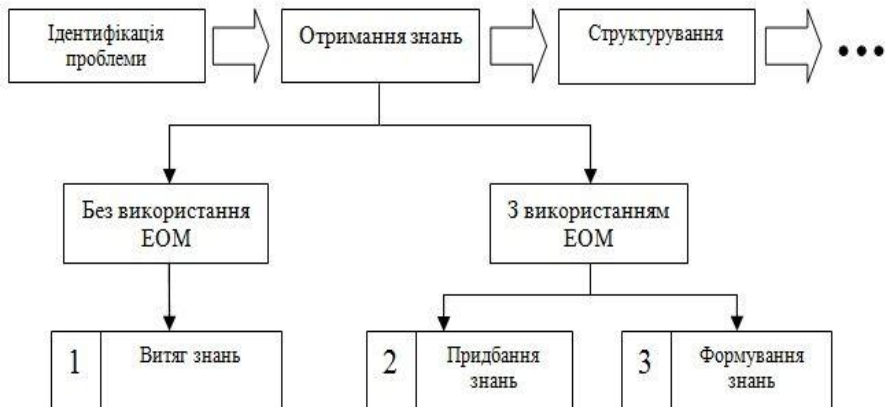 Ідентифікація
проблеми
Отримання знань
Структурування
Без використання
ЕОМ
З використанням
ЕОМ
1
Витяг знань
2
Придбання
знань
3
Формування
знань